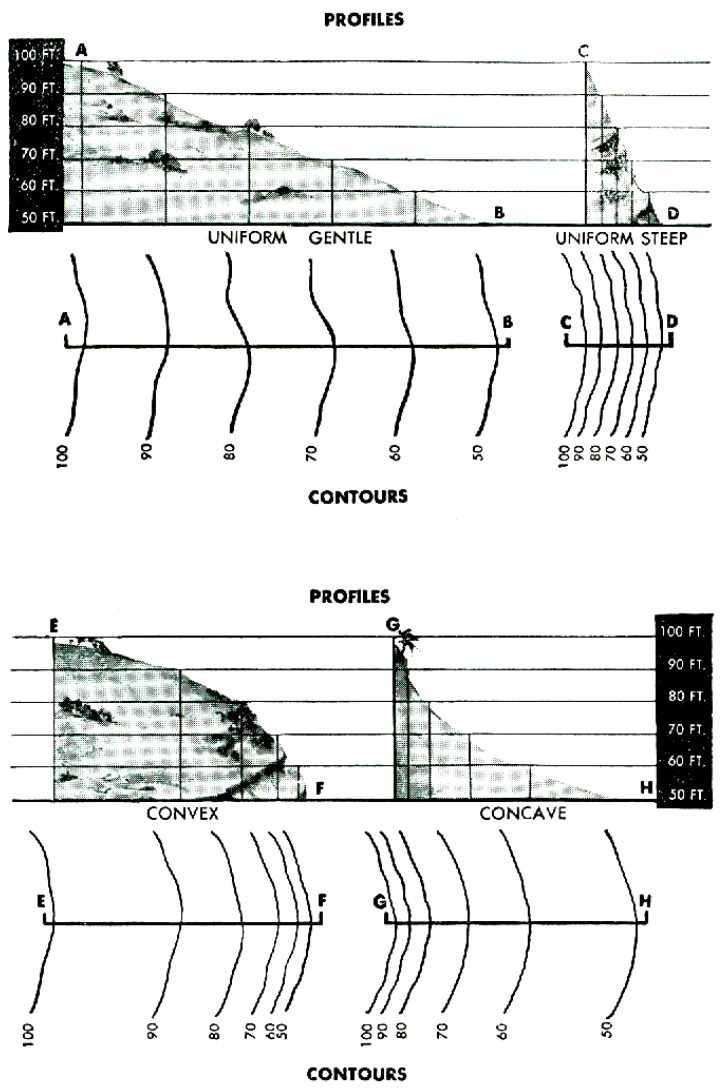 PROFILES
100 FT. A C
90 FT.
80 FT.
70 FT.
60 FT.
50 FT. B D
UNIFORM GENTLE UNIFORM STEEP
A B C D
100 90 80 70 60 50 100 90 80 70 60 50
CONTOURS
PROFILES
E G 100 FT.
90 FT.
80 FT.
70 FT.
60 FT.
F H 50 FT.
CONVEX CONCAVE
E F G H
100 90 80 70 60 50 100 90 80 70 60 50
CONTOURS